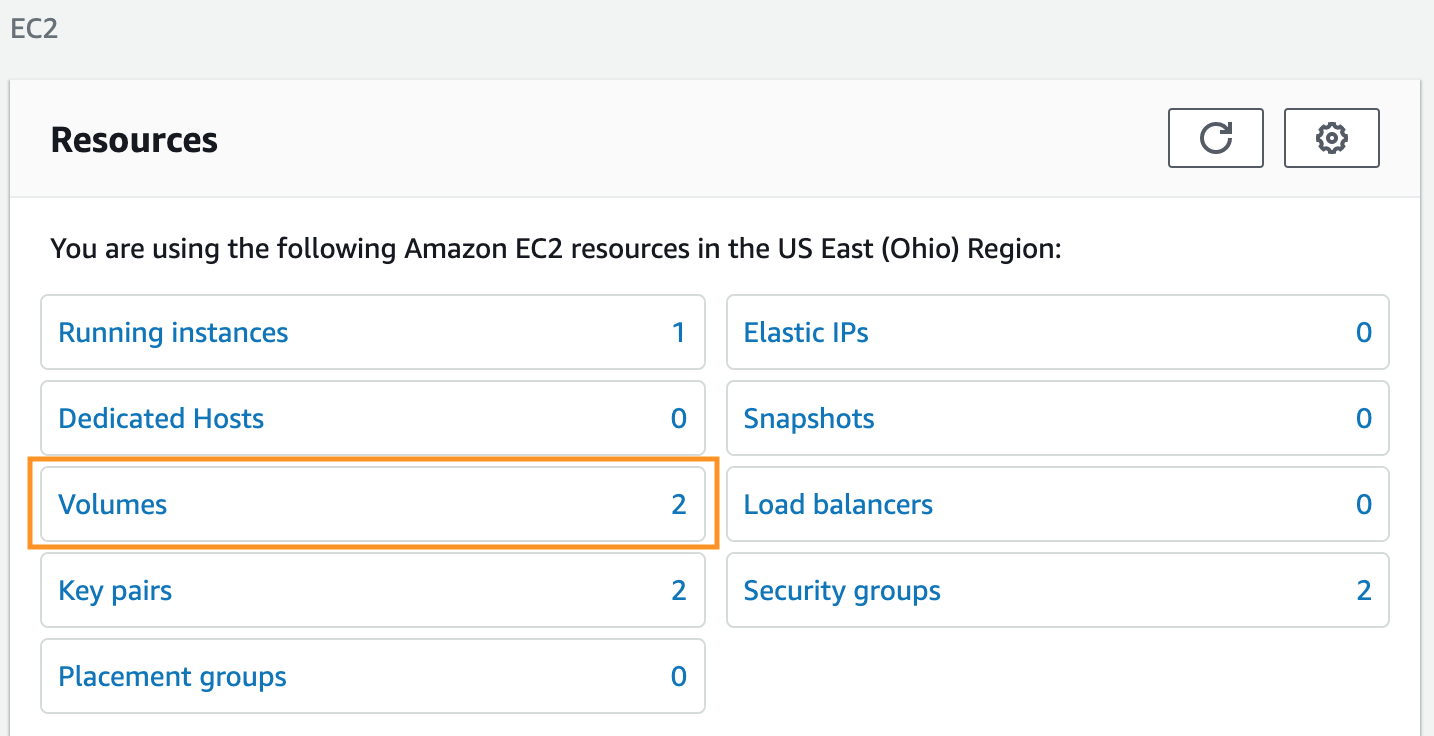 EC2
Resources
You are using the following Amazon EC2 resources in the US East (Ohio) Region:
Running instances 1
Elastic IPs 0
Dedicated Hosts 0
Snapshots 0
Volumes 2
Load balancers 0
Key pairs 2
Security groups 2
Placement groups 0